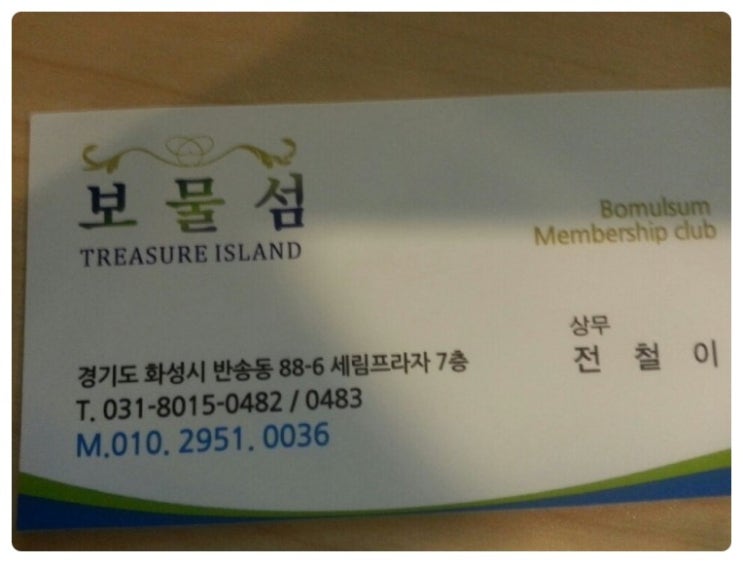 보물섬
TREASURE ISLAND
Bomulsum
Membership club
상무
전 철 이
경기도 화성시 반송동 88-6 세림프라자 7층
T. 031-8015-0482 / 0483
M.010. 2951. 0036